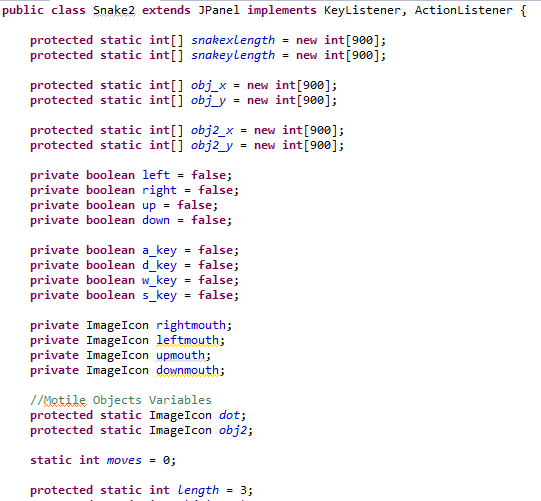 public class Snake2 extends JPanel implements KeyListener, ActionListener {
protected static int[] snakexlength = new int[900];
protected static int[] snakeylength = new int[900];
protected static int[] obj_x = new int[900];
protected static int[] obj_y = new int[900];
protected static int[] obj2_x = new int[900];
protected static int[] obj2_y = new int[900];
private boolean left = false;
private boolean right = false;
private boolean up = false;
private boolean down = false;
private boolean a_key = false;
private boolean d_key = false;
private boolean w_key = false;
private boolean s_key = false;
private ImageIcon rightmouth;
private ImageIcon leftmouth;
private ImageIcon upmouth;
private ImageIcon downmouth;
//Motile Objects Variables
protected static ImageIcon dot;
protected static ImageIcon obj2;
static int moves = 0;
protected static int length = 3;